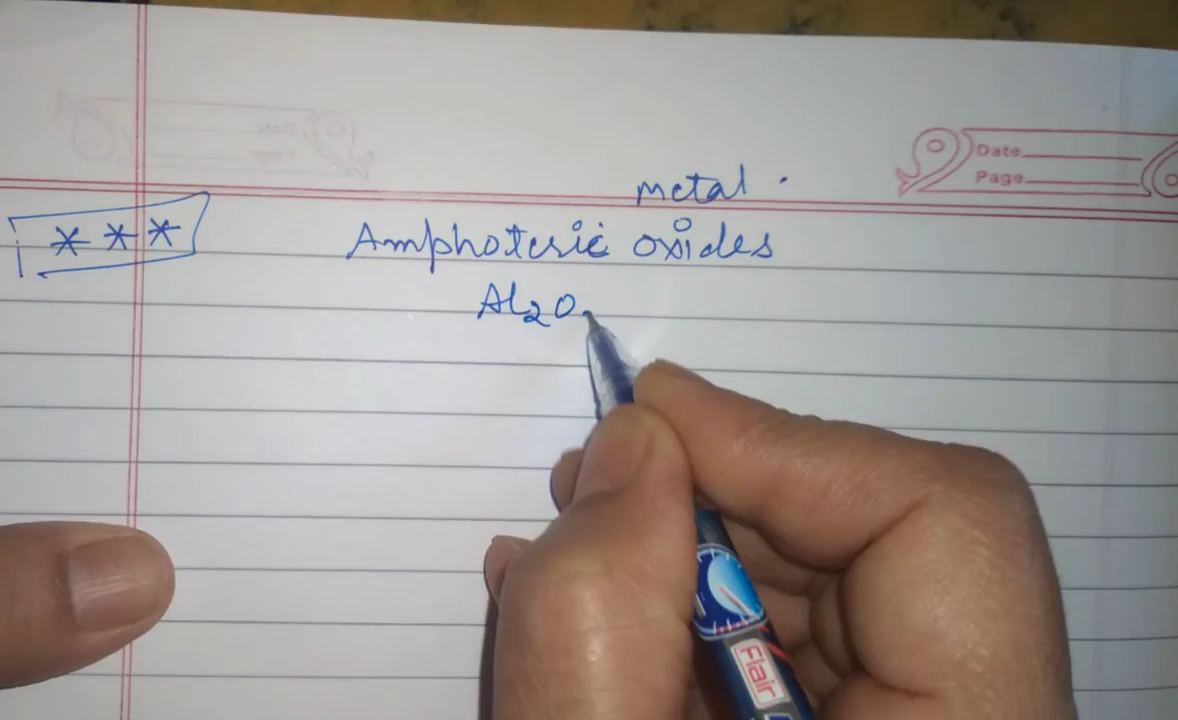 Date
Page
metal
* * *
Amphoteric oxides
Al2O
Flair